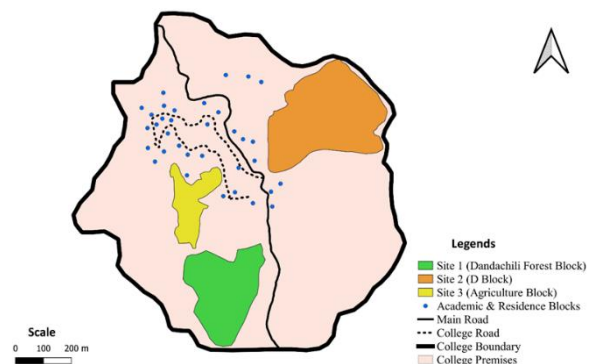 Legends
Site 1 (Dandachili Forest Block)
Site 2 (D Block)
Site 3 (Agriculture Block)
Academic & Residence Blocks
Main Road
College Road
College Boundary
College Premises
Scale
0 100 200 m